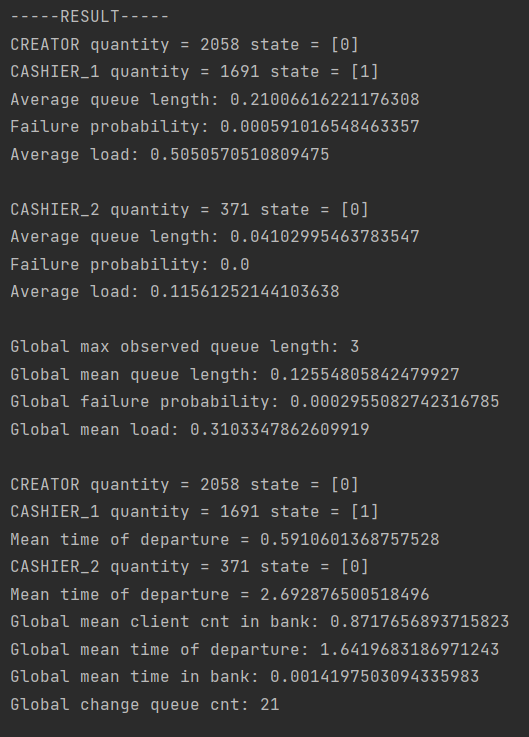 -----RESULT-----
CREATOR quantity = 2058 state = [0]
CASHIER_1 quantity = 1691 state = [1]
Average queue length: 0.21006616221176308
Failure probability: 0.000591016548463357
Average load: 0.5050570510809475
CASHIER_2 quantity = 371 state = [0]
Average queue length: 0.04102995463783547
Failure probability: 0.0
Average load: 0.11561252144103638
Global max observed queue length: 3
Global mean queue length: 0.12554805842479927
Global failure probability: 0.0002955082742316785
Global mean load: 0.3103347862609919
CREATOR quantity = 2058 state = [0]
CASHIER_1 quantity = 1691 state = [1]
Mean time of departure = 0.5910601368757528
CASHIER_2 quantity = 371 state = [0]
Mean time of departure = 2.692876500518496
Global mean client cnt in bank: 0.8717656893715823
Global mean time of departure: 1.6419683186971243
Global mean time in bank: 0.0014197503094335983
Global change queue cnt: 21